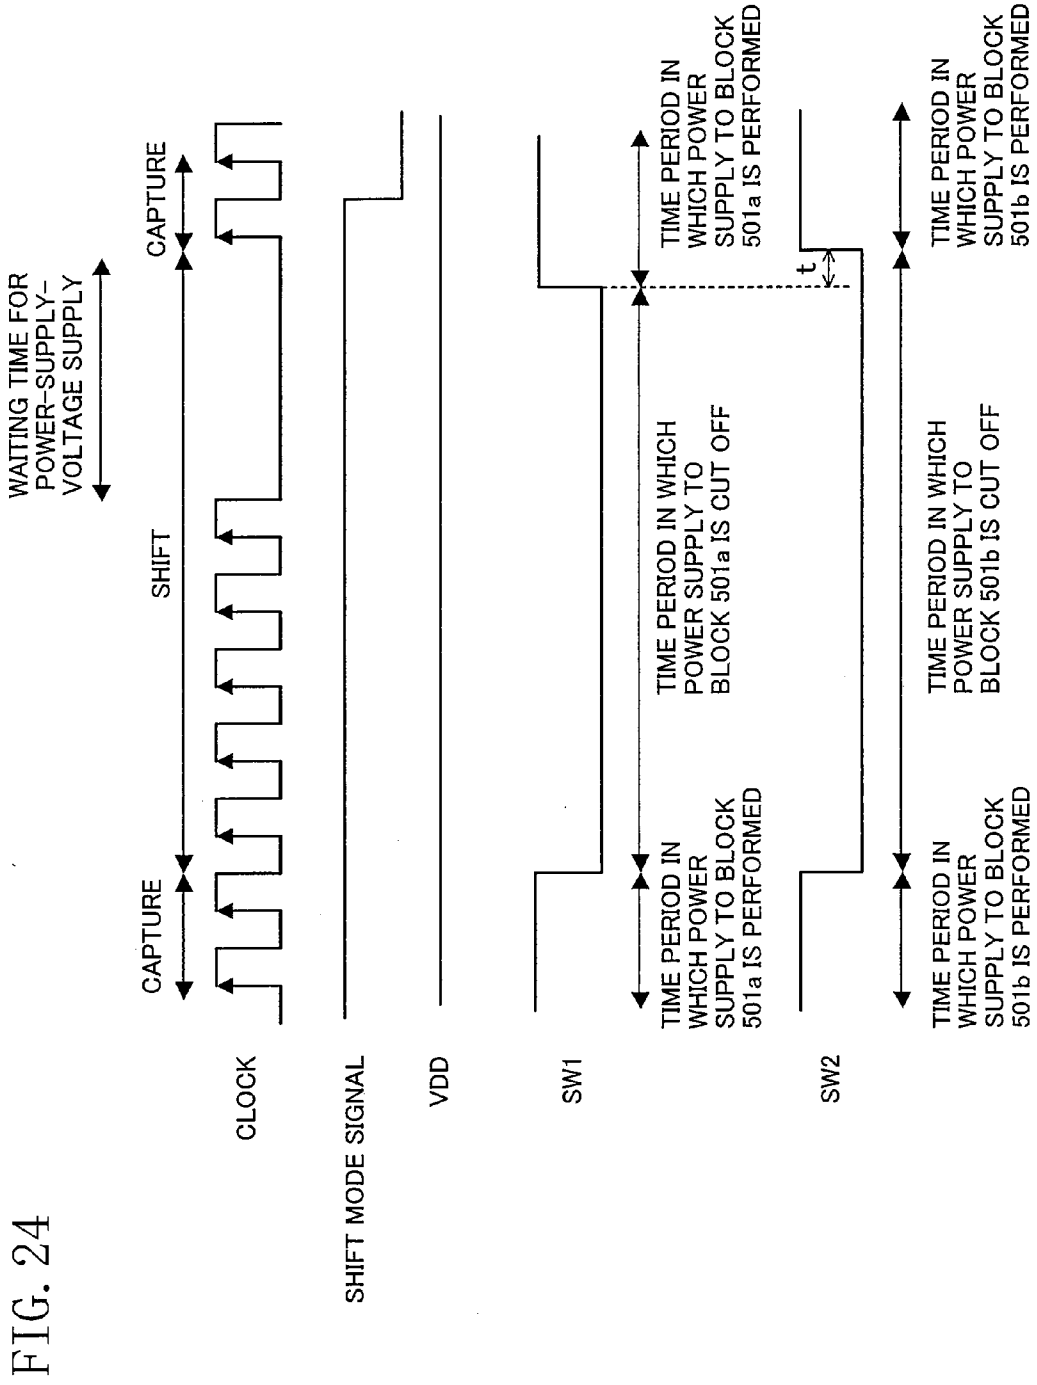 FIG. 24
WAITING TIME FOR
POWER-SUPPLY-
VOLTAGE SUPPLY
CAPTURE
SHIFT
CAPTURE
CLOCK
SHIFT MODE SIGNAL
VDD
SW1
TIME PERIOD IN
WHICH POWER
SUPPLY TO BLOCK
501a IS PERFORMED
TIME PERIOD IN WHICH
POWER SUPPLY TO
BLOCK 501a IS CUT OFF
TIME PERIOD IN
WHICH POWER
SUPPLY TO BLOCK
501a IS PERFORMED
t
SW2
TIME PERIOD IN
WHICH POWER
SUPPLY TO BLOCK
501b IS PERFORMED
TIME PERIOD IN WHICH
POWER SUPPLY TO
BLOCK 501b IS CUT OFF
TIME PERIOD IN
WHICH POWER
SUPPLY TO BLOCK
501b IS PERFORMED